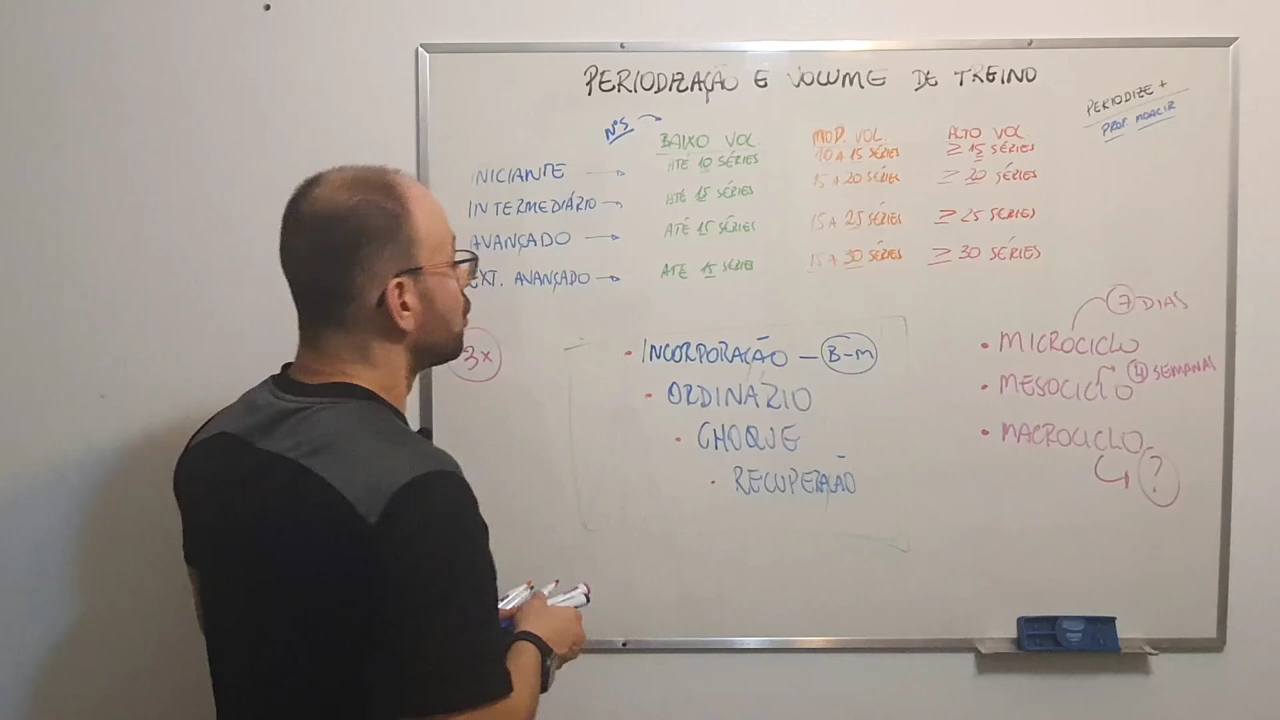 PERIODIZAÇÃO E VOLUME DE TREINO
PERIODIZE +
PROF. MOACIR
NºS
BAIXO VOL. MOD. VOL. ALTO VOL.
INICIANTE ATÉ 10 SÉRIES 10 A 15 SÉRIES ≥ 15 SÉRIES
INTERMEDIÁRIO ATÉ 15 SÉRIES 15 A 20 SÉRIES ≥ 20 SÉRIES
AVANÇADO ATÉ 15 SÉRIES 15 A 25 SÉRIES ≥ 25 SÉRIES
EXT. AVANÇADO ATÉ 15 SÉRIES 15 A 30 SÉRIES ≥ 30 SÉRIES
3x
• INCORPORAÇÃO - B-M
• ORDINÁRIO
• CHOQUE
• RECUPERAÇÃO
7 DIAS
• MICROCICLO
4 SEMANAS
• MESOCICLO
• MACROCICLO
?